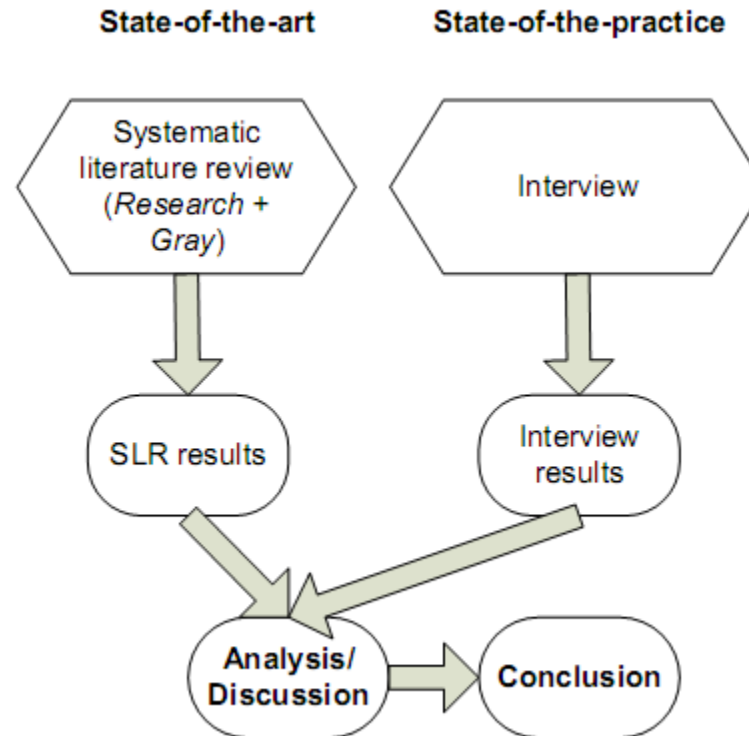 State-of-the-art
State-of-the-practice
Systematic
literature review
(Research +
Gray)
Interview
SLR results
Interview
results
Analysis/
Discussion
Conclusion